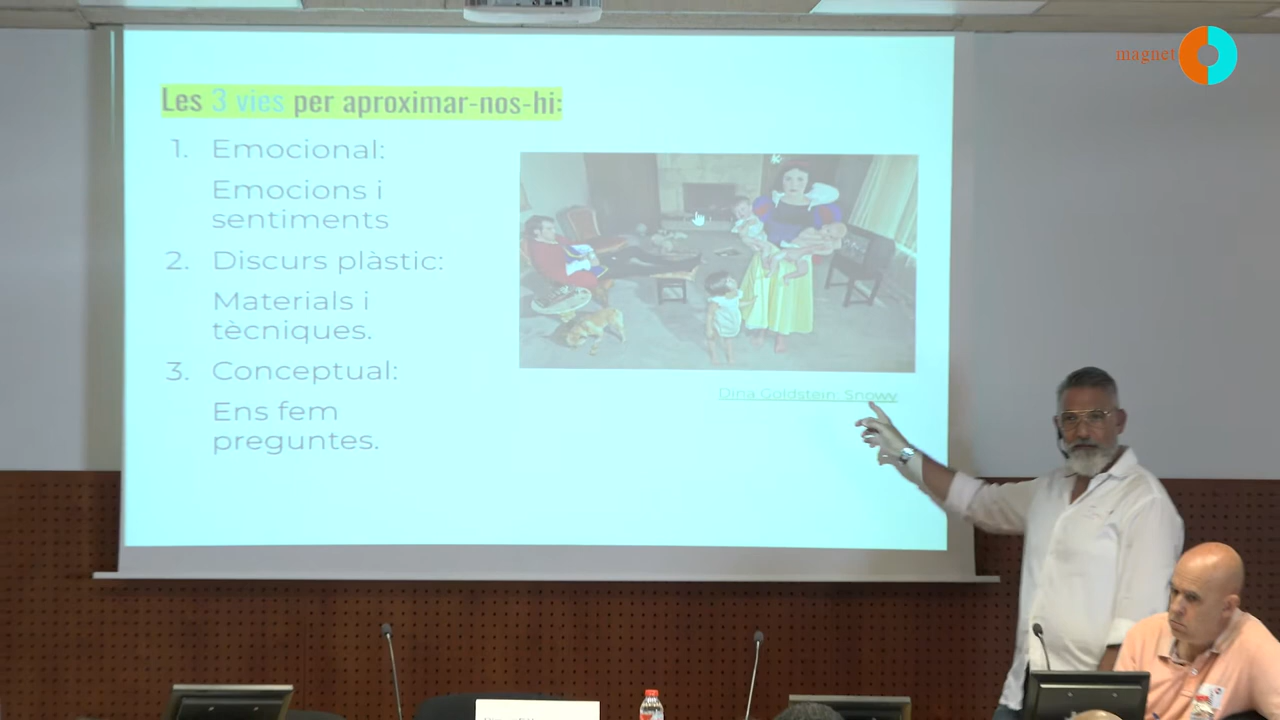 magnet
Les 3 vies per aproximar-nos-hi:
1. Emocional:
Emocions i
sentiments
2. Discurs plàstic:
Materials i
tècniques.
3. Conceptual:
Ens fem
preguntes.
Dina Goldstein. Snowy